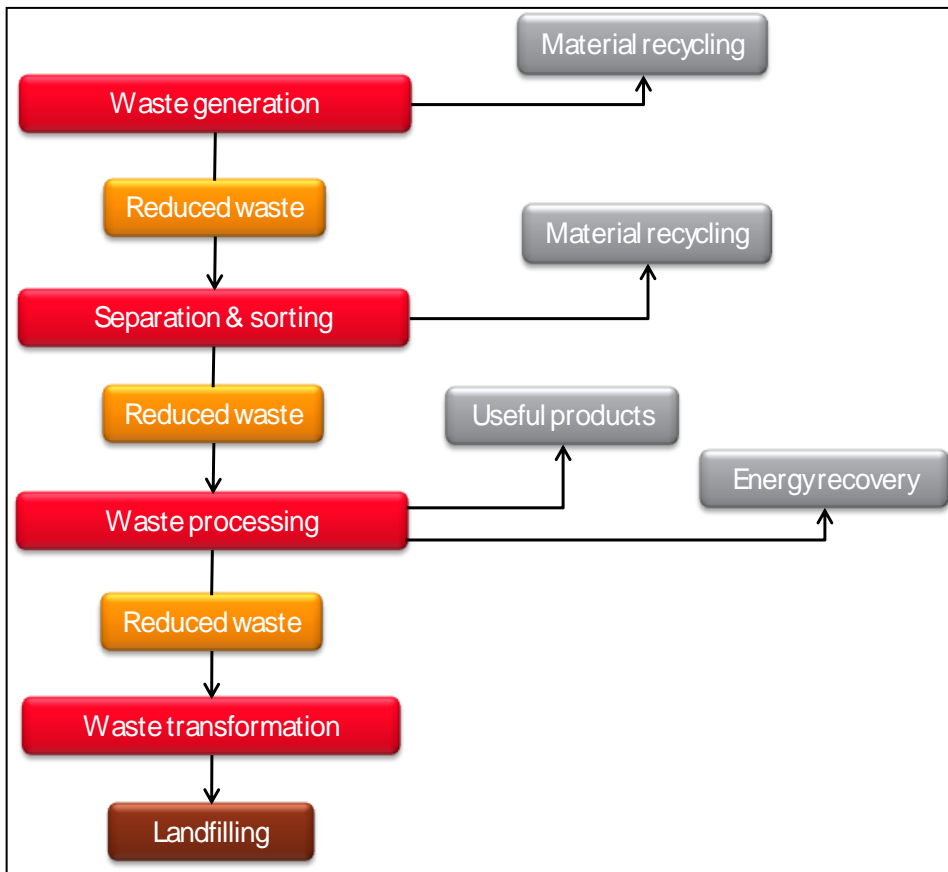 Material recycling
Waste generation
Reduced waste
Material recycling
Separation & sorting
Reduced waste
Useful products
Energy recovery
Waste processing
Reduced waste
Waste transformation
Landfilling